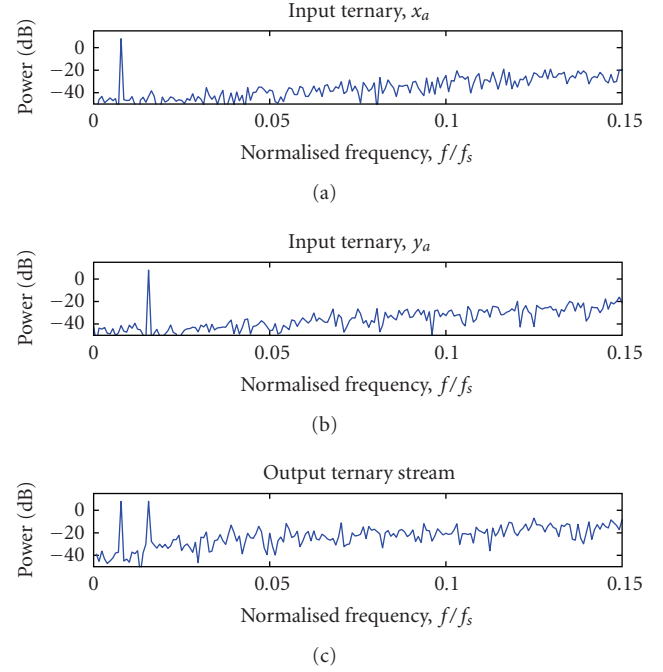 Input ternary, x_a
Power (dB)
0
−20
−40
0 0.05 0.1 0.15
Normalised frequency, f/f_s
(a)
Input ternary, y_a
Power (dB)
0
−20
−40
0 0.05 0.1 0.15
Normalised frequency, f/f_s
(b)
Output ternary stream
Power (dB)
0
−20
−40
0 0.05 0.1 0.15
Normalised frequency, f/f_s
(c)